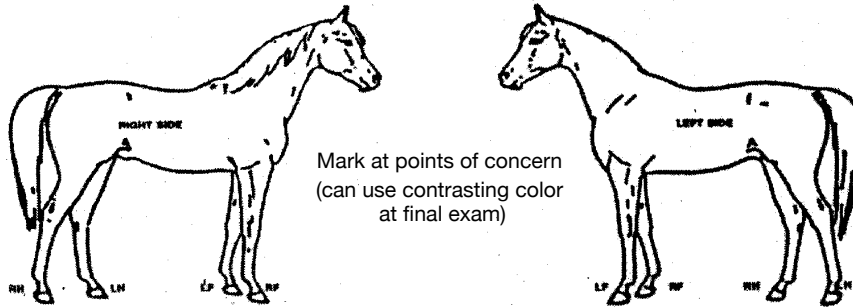 RIGHT SIDE
LEFT SIDE
Mark at points of concern
(can use contrasting color
at final exam)
RH
LH
LF
RF
LF
RF
RH
H